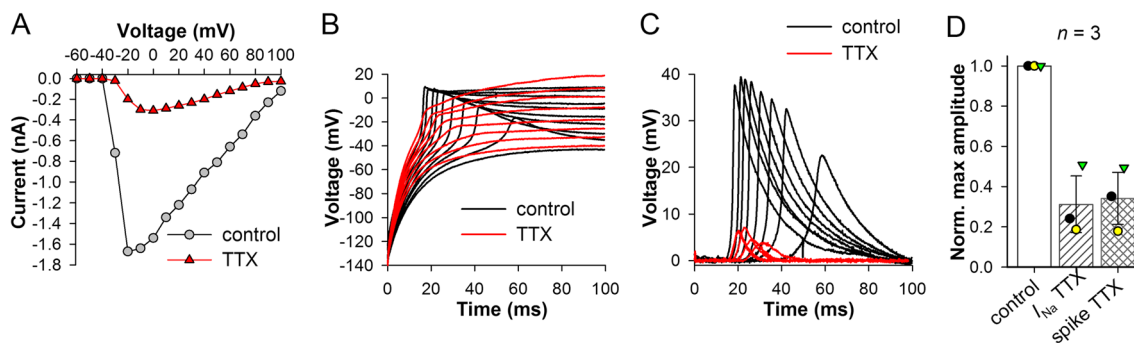 A
Voltage (mV)
-60 -40 -20 0 20 40 60 80 100
0.0
-0.2
-0.4
-0.6
-0.8
-1.0
-1.2
-1.4
-1.6
-1.8
Current (nA)
control
TTX
B
20
0
-20
-40
-60
-80
-100
-120
-140
Voltage (mV)
control
TTX
0 20 40 60 80 100
Time (ms)
C
control
TTX
40
30
20
10
0
Voltage (mV)
0 20 40 60 80 100
Time (ms)
D
n = 3
1.0
0.8
0.6
0.4
0.2
0.0
Norm. max amplitude
control
INa TTX
spike TTX